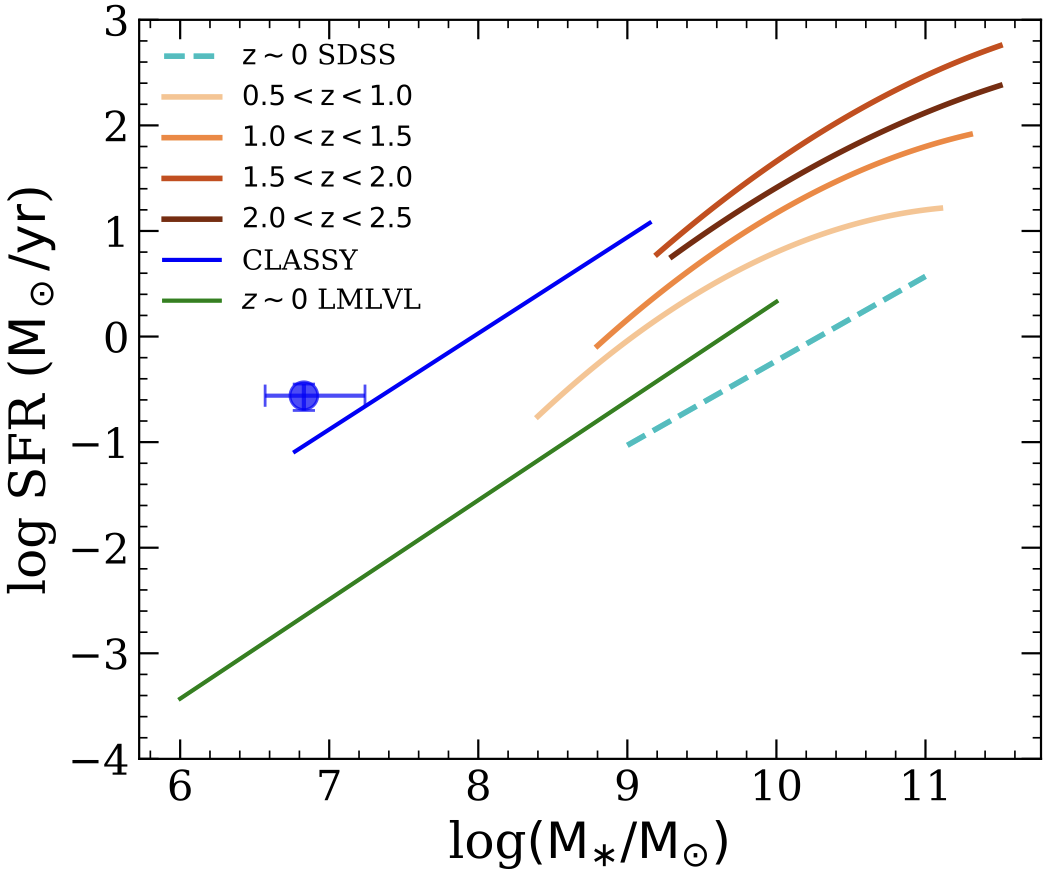 3
2
1
0
−1
−2
−3
−4
log SFR (M⊙/yr)
z ~ 0 SDSS
0.5 < z < 1.0
1.0 < z < 1.5
1.5 < z < 2.0
2.0 < z < 2.5
CLASSY
z ~ 0 LMLVL
6 7 8 9 10 11
log(M∗/M⊙)